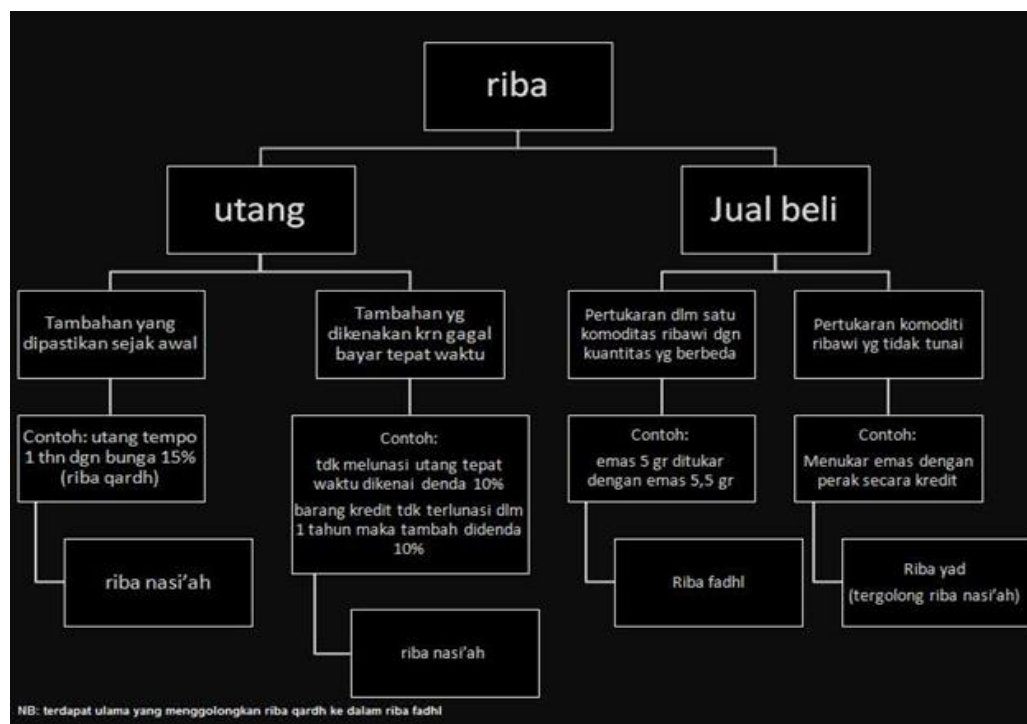 riba
utang
Jual beli
Tambahan yang
dipastikan sejak awal
Tambahan yg
dikenakan krn gagal
bayar tepat waktu
Pertukaran dlm satu
komoditas ribawi dgn
kuantitas yg berbeda
Pertukaran komoditi
ribawi yg tidak tunai
Contoh: utang tempo
1 thn dgn bunga 15%
(riba qardh)
Contoh:
tdk melunasi utang tepat
waktu dikenai denda 10%
barang kredit tdk terlunasi dlm
1 tahun maka tambah didenda
10%
Contoh:
emas 5 gr ditukar
dengan emas 5,5 gr
Contoh:
Menukar emas dengan
perak secara kredit
riba nasi'ah
riba nasi'ah
Riba fadhl
Riba yad
(tergolong riba nasi'ah)
NB: terdapat ulama yang menggolongkan riba qardh ke dalam riba fadhl